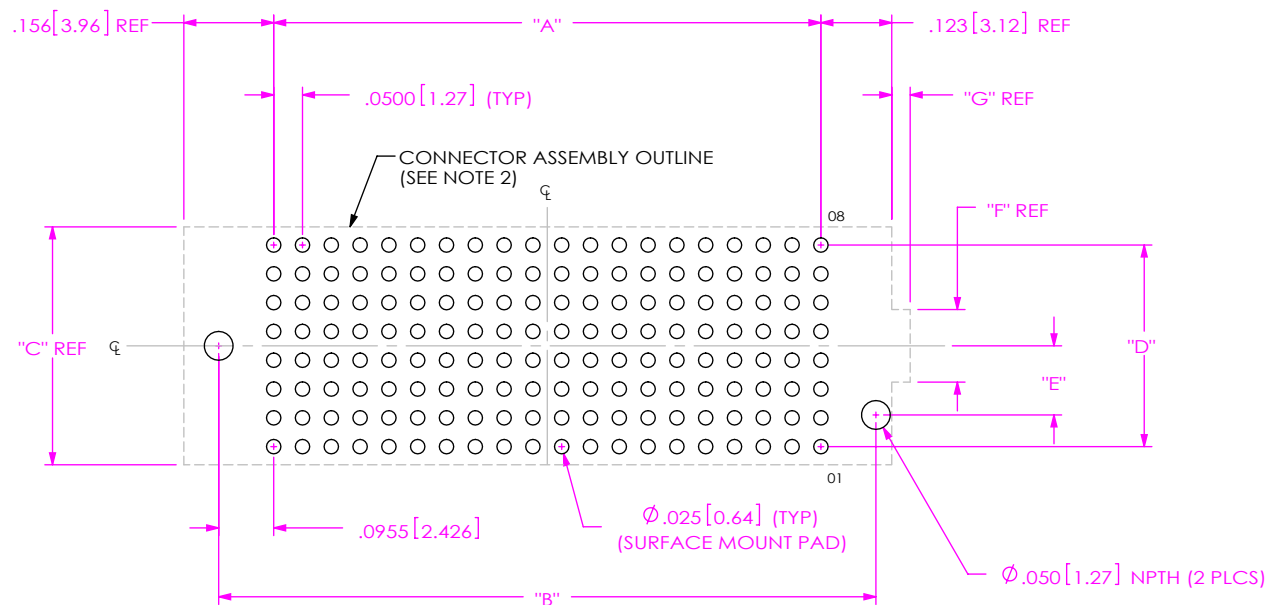 .156[3.96] REF
"A"
.123[3.12] REF
.0500[1.27] (TYP)
"G" REF
CONNECTOR ASSEMBLY OUTLINE
(SEE NOTE 2)
℄
08
"F" REF
"C" REF
℄
"D"
"E"
01
.0955[2.426]
Ø.025[0.64] (TYP)
(SURFACE MOUNT PAD)
Ø.050[1.27] NPTH (2 PLCS)
"B"